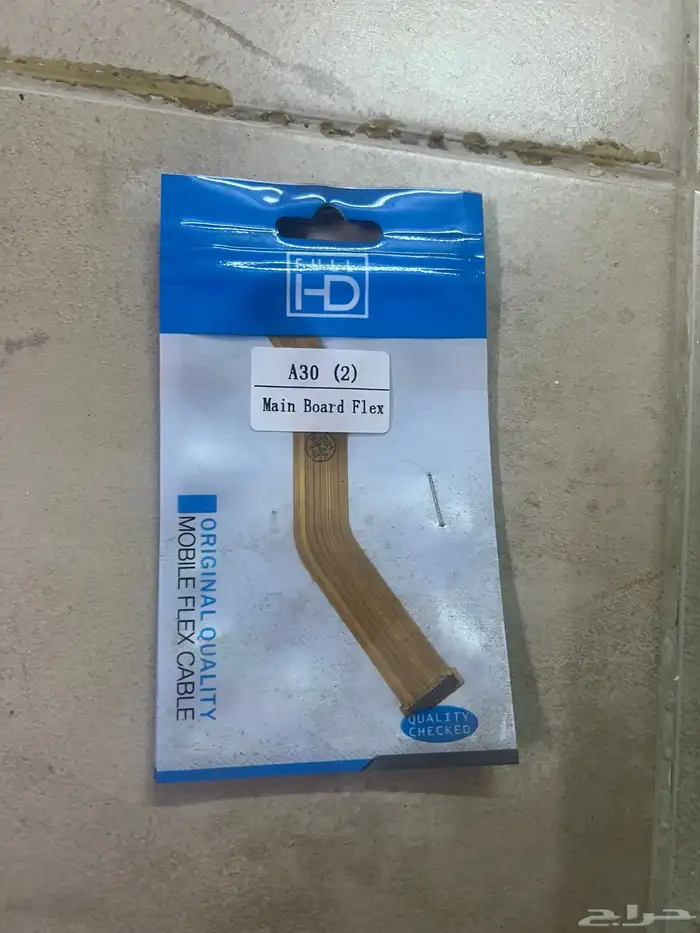 FULL
HD
A30 (2)
Main Board Flex
ORIGINAL QUALITY
MOBILE FLEX CABLE
QUALITY
CHECKED
حراج